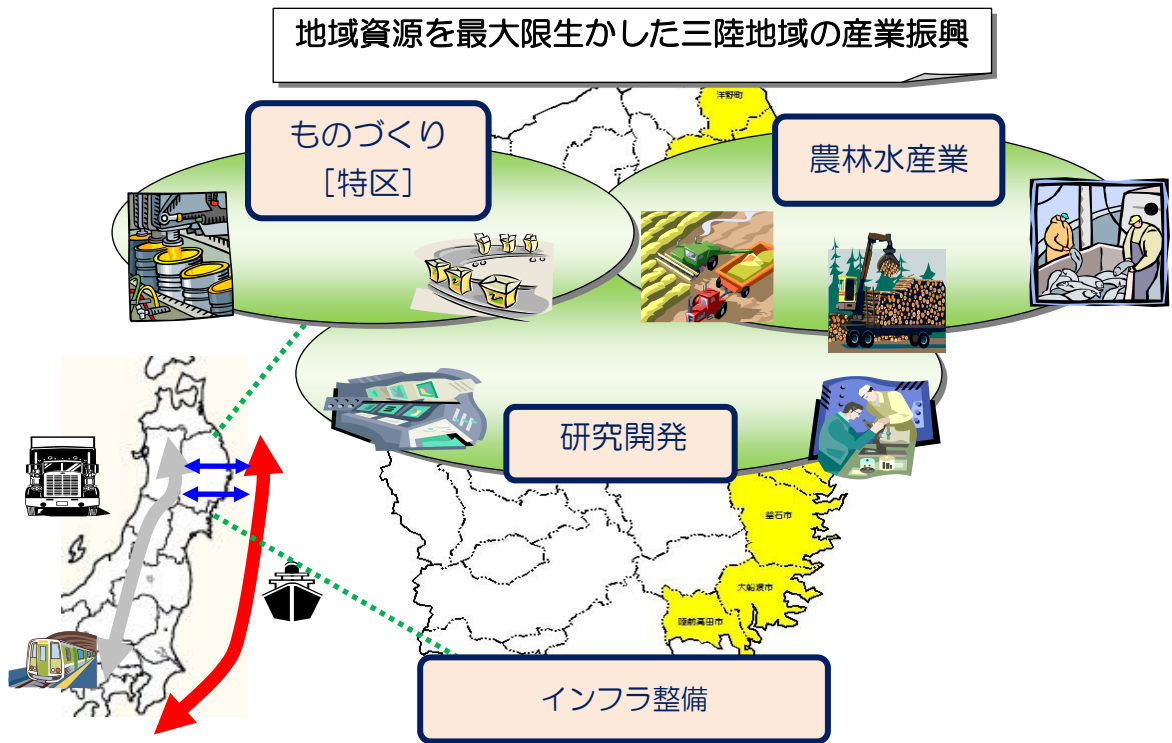 地域資源を最大限生かした三陸地域の産業振興
洋野町
ものづくり
［特区］
農林水産業
研究開発
釜石市
大船渡市
陸前高田市
インフラ整備